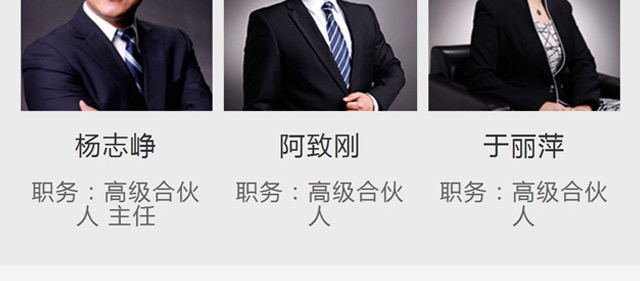 杨志峥
阿致刚
于丽萍
职务：高级合伙
人 主任
职务：高级合伙
人
职务：高级合伙
人